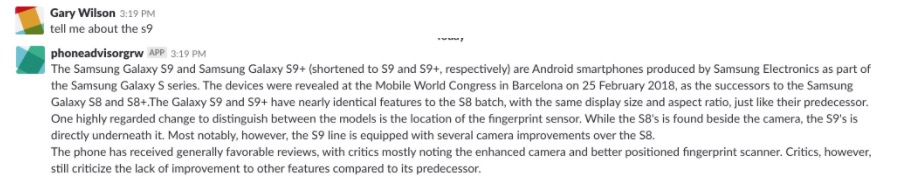 Gary Wilson 3:19 PM
tell me about the s9
Today
phoneadvisorgrw APP 3:19 PM
The Samsung Galaxy S9 and Samsung Galaxy S9+ (shortened to S9 and S9+, respectively) are Android smartphones produced by Samsung Electronics as part of
the Samsung Galaxy S series. The devices were revealed at the Mobile World Congress in Barcelona on 25 February 2018, as the successors to the Samsung
Galaxy S8 and S8+.The Galaxy S9 and S9+ have nearly identical features to the S8 batch, with the same display size and aspect ratio, just like their predecessor.
One highly regarded change to distinguish between the models is the location of the fingerprint sensor. While the S8's is found beside the camera, the S9's is
directly underneath it. Most notably, however, the S9 line is equipped with several camera improvements over the S8.
The phone has received generally favorable reviews, with critics mostly noting the enhanced camera and better positioned fingerprint scanner. Critics, however,
still criticize the lack of improvement to other features compared to its predecessor.